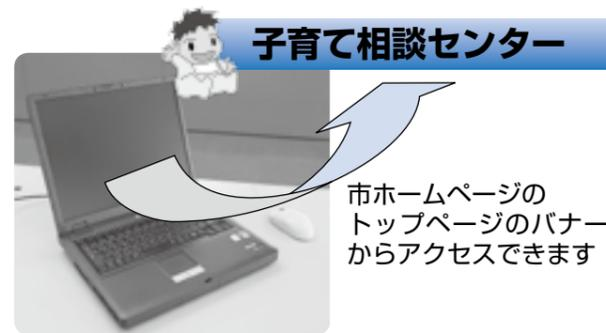 子育て相談センター
市ホームページの
トップページのバナー
からアクセスできます